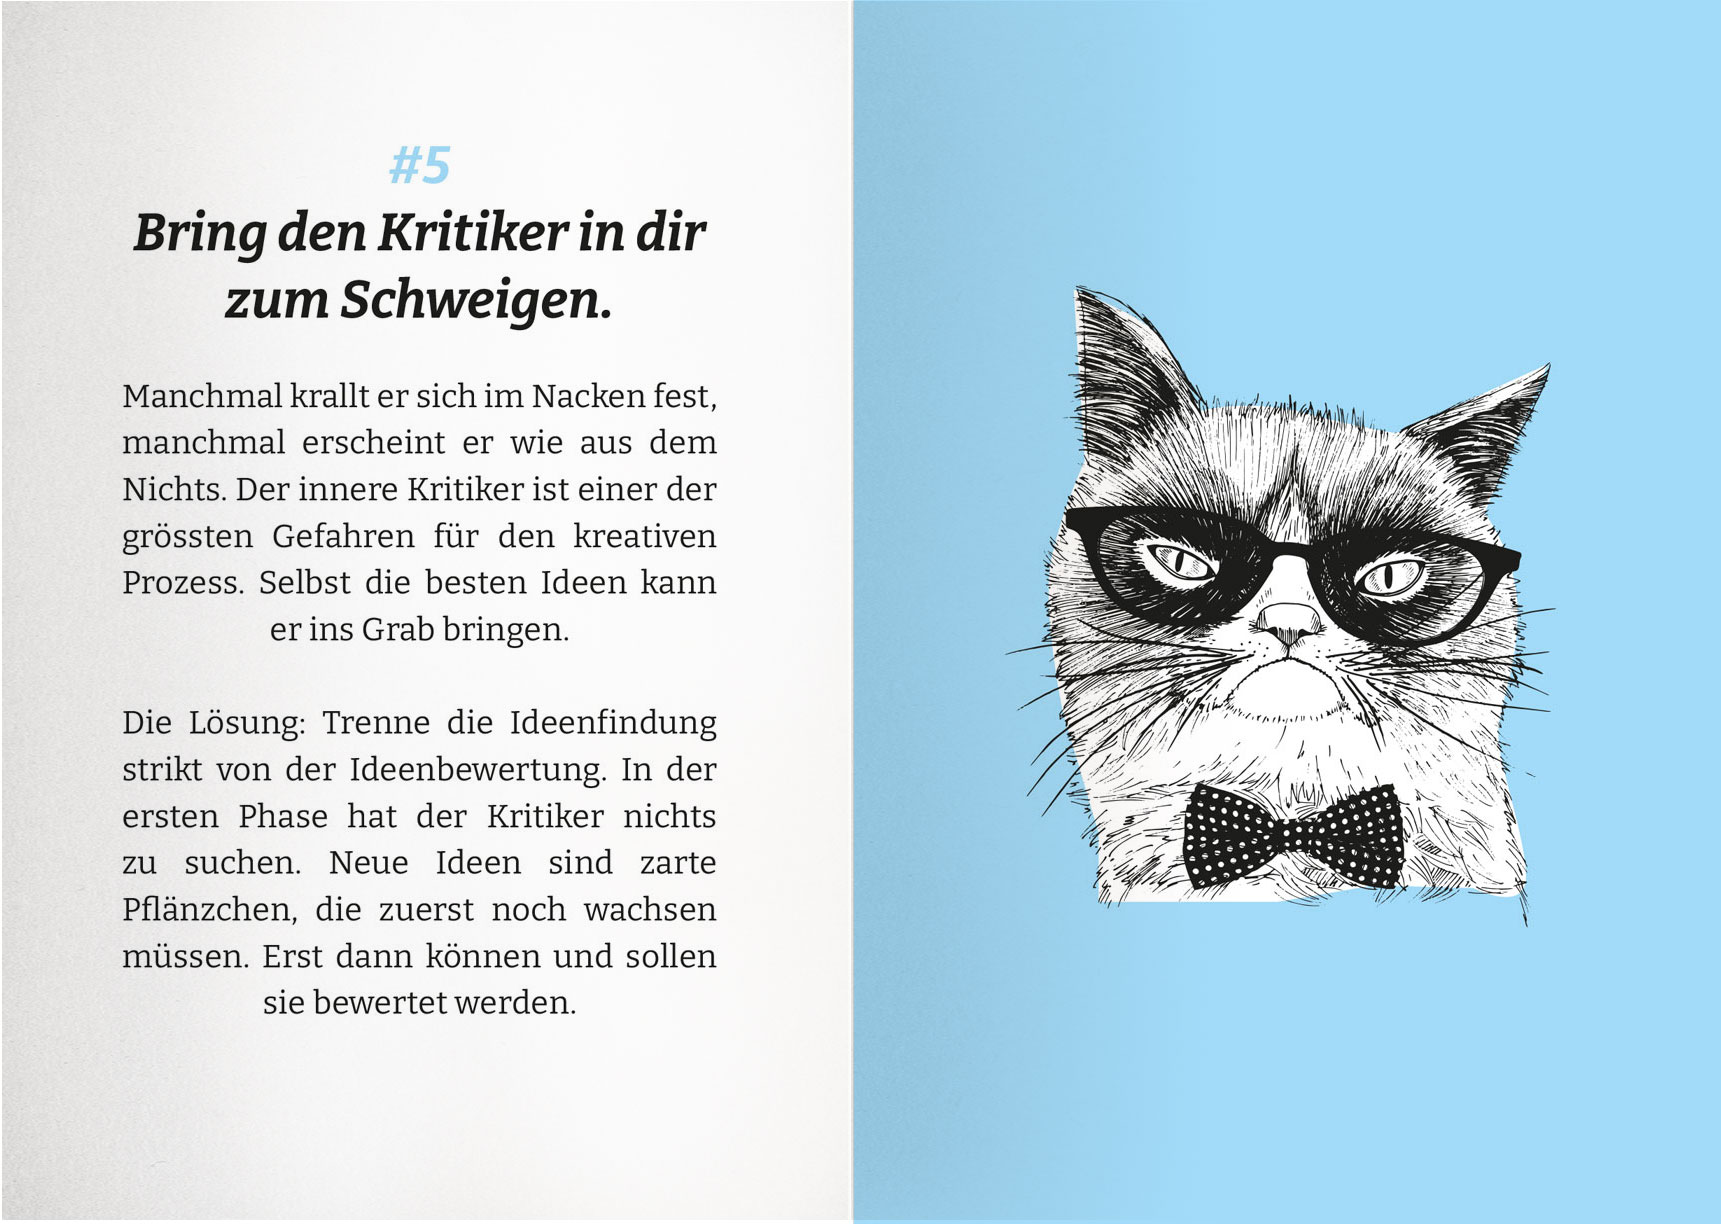 #5
Bring den Kritiker in dir
zum Schweigen.
Manchmal krallt er sich im Nacken fest,
manchmal erscheint er wie aus dem
Nichts. Der innere Kritiker ist einer der
grössten Gefahren für den kreativen
Prozess. Selbst die besten Ideen kann
er ins Grab bringen.
Die Lösung: Trenne die Ideenfindung
strikt von der Ideenbewertung. In der
ersten Phase hat der Kritiker nichts
zu suchen. Neue Ideen sind zarte
Pflänzchen, die zuerst noch wachsen
müssen. Erst dann können und sollen
sie bewertet werden.